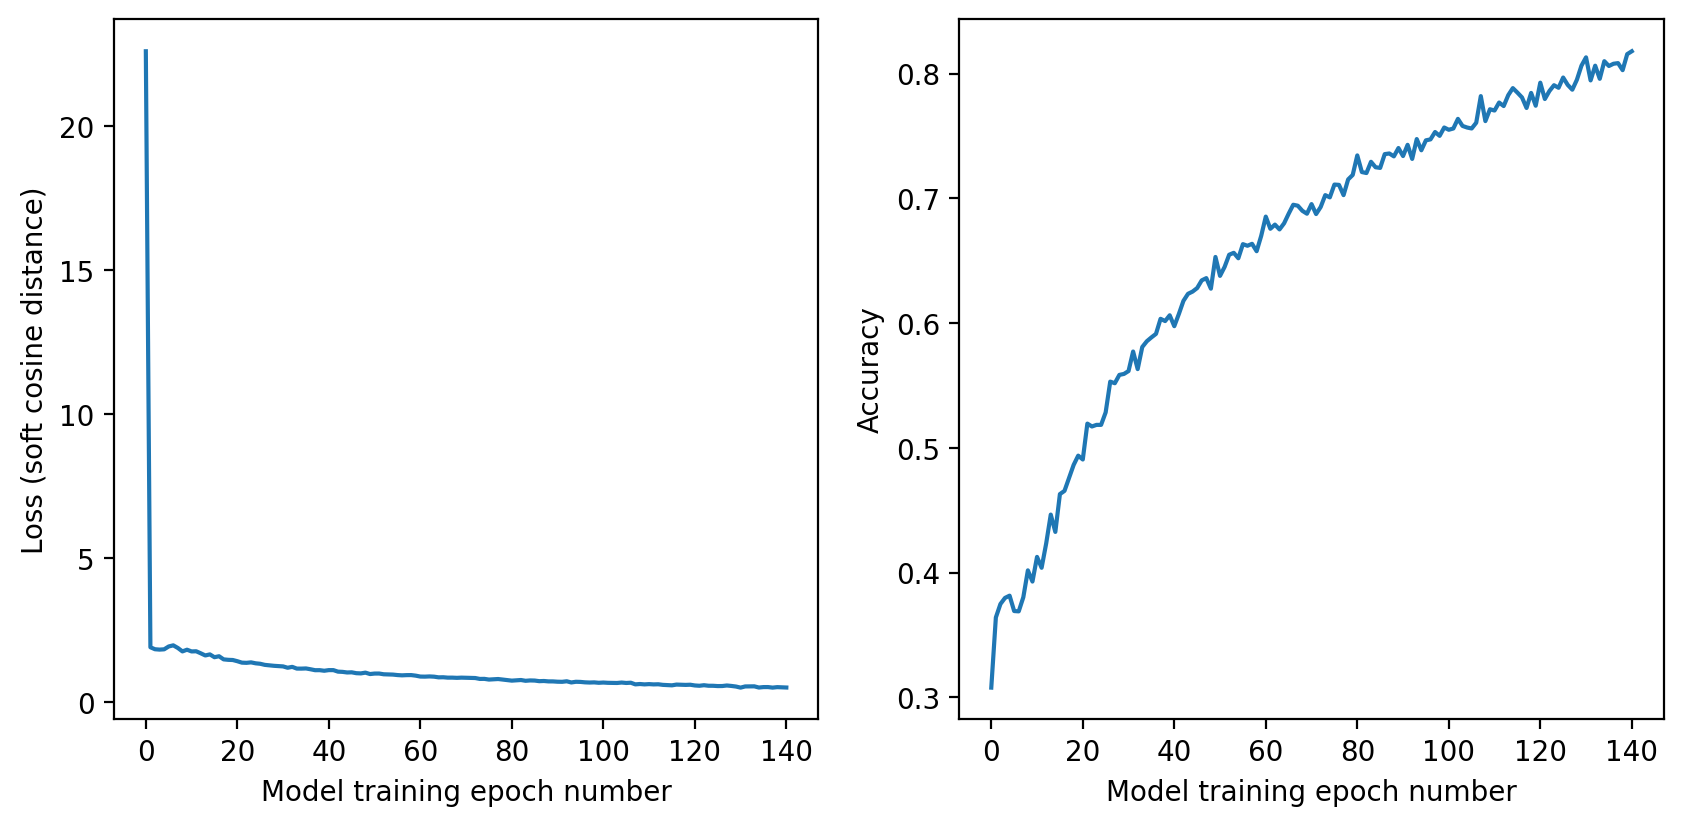 20
15
10
5
0
Loss (soft cosine distance)
0 20 40 60 80 100 120 140
Model training epoch number
0.8
0.7
0.6
0.5
0.4
0.3
Accuracy
0 20 40 60 80 100 120 140
Model training epoch number